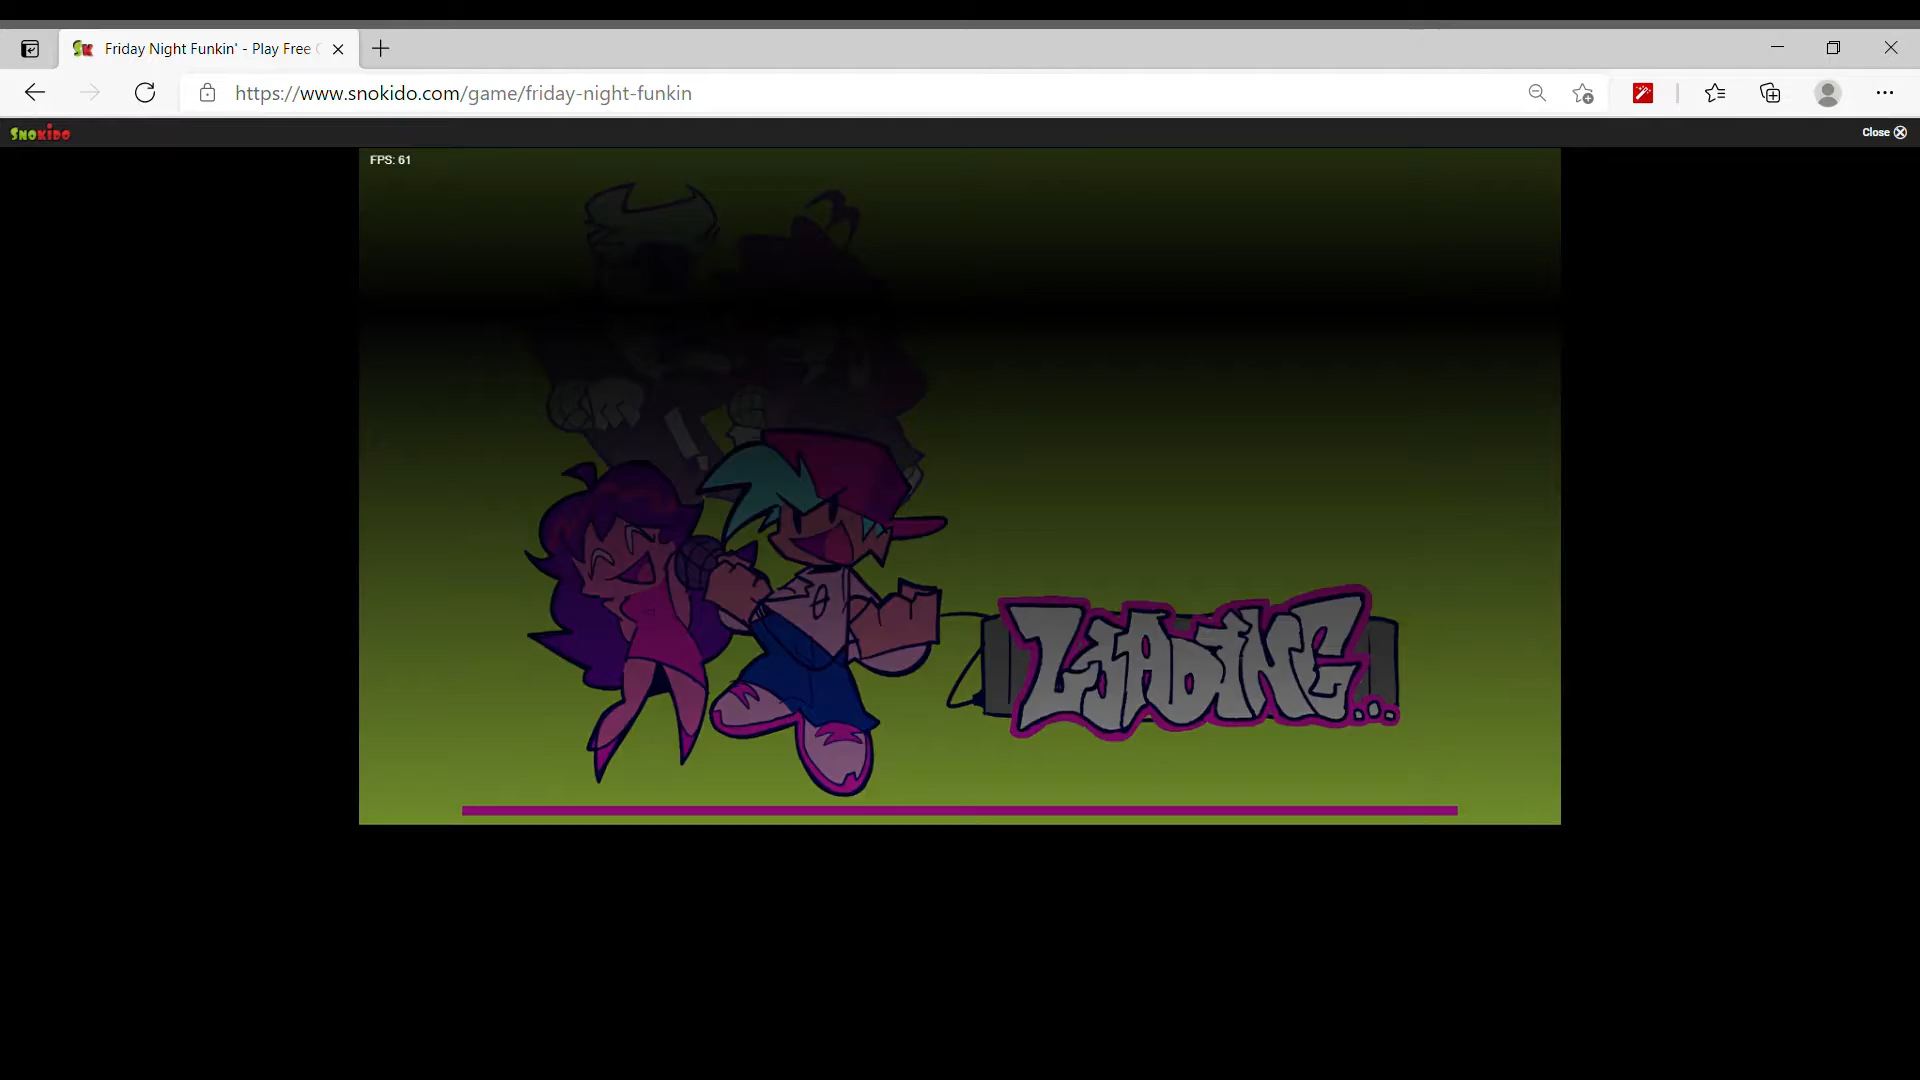 Friday Night Funkin' - Play Free
https://www.snokido.com/game/friday-night-funkin
SNOKIDO
Close
FPS: 61
LOADING...